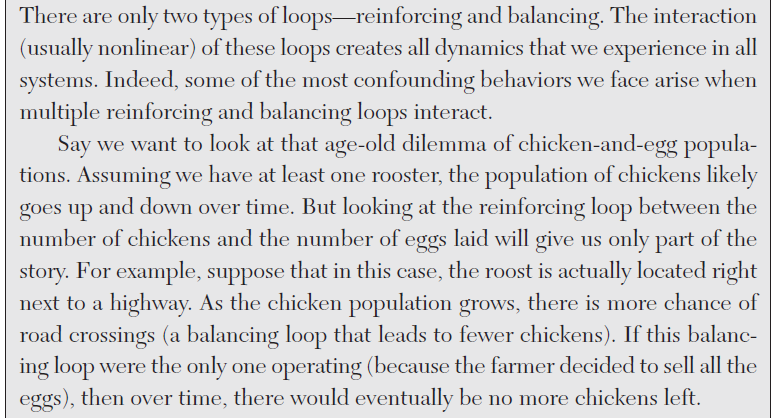 There are only two types of loops—reinforcing and balancing. The interaction
(usually nonlinear) of these loops creates all dynamics that we experience in all
systems. Indeed, some of the most confounding behaviors we face arise when
multiple reinforcing and balancing loops interact.
Say we want to look at that age-old dilemma of chicken-and-egg popula-
tions. Assuming we have at least one rooster, the population of chickens likely
goes up and down over time. But looking at the reinforcing loop between the
number of chickens and the number of eggs laid will give us only part of the
story. For example, suppose that in this case, the roost is actually located right
next to a highway. As the chicken population grows, there is more chance of
road crossings (a balancing loop that leads to fewer chickens). If this balanc-
ing loop were the only one operating (because the farmer decided to sell all the
eggs), then over time, there would eventually be no more chickens left.